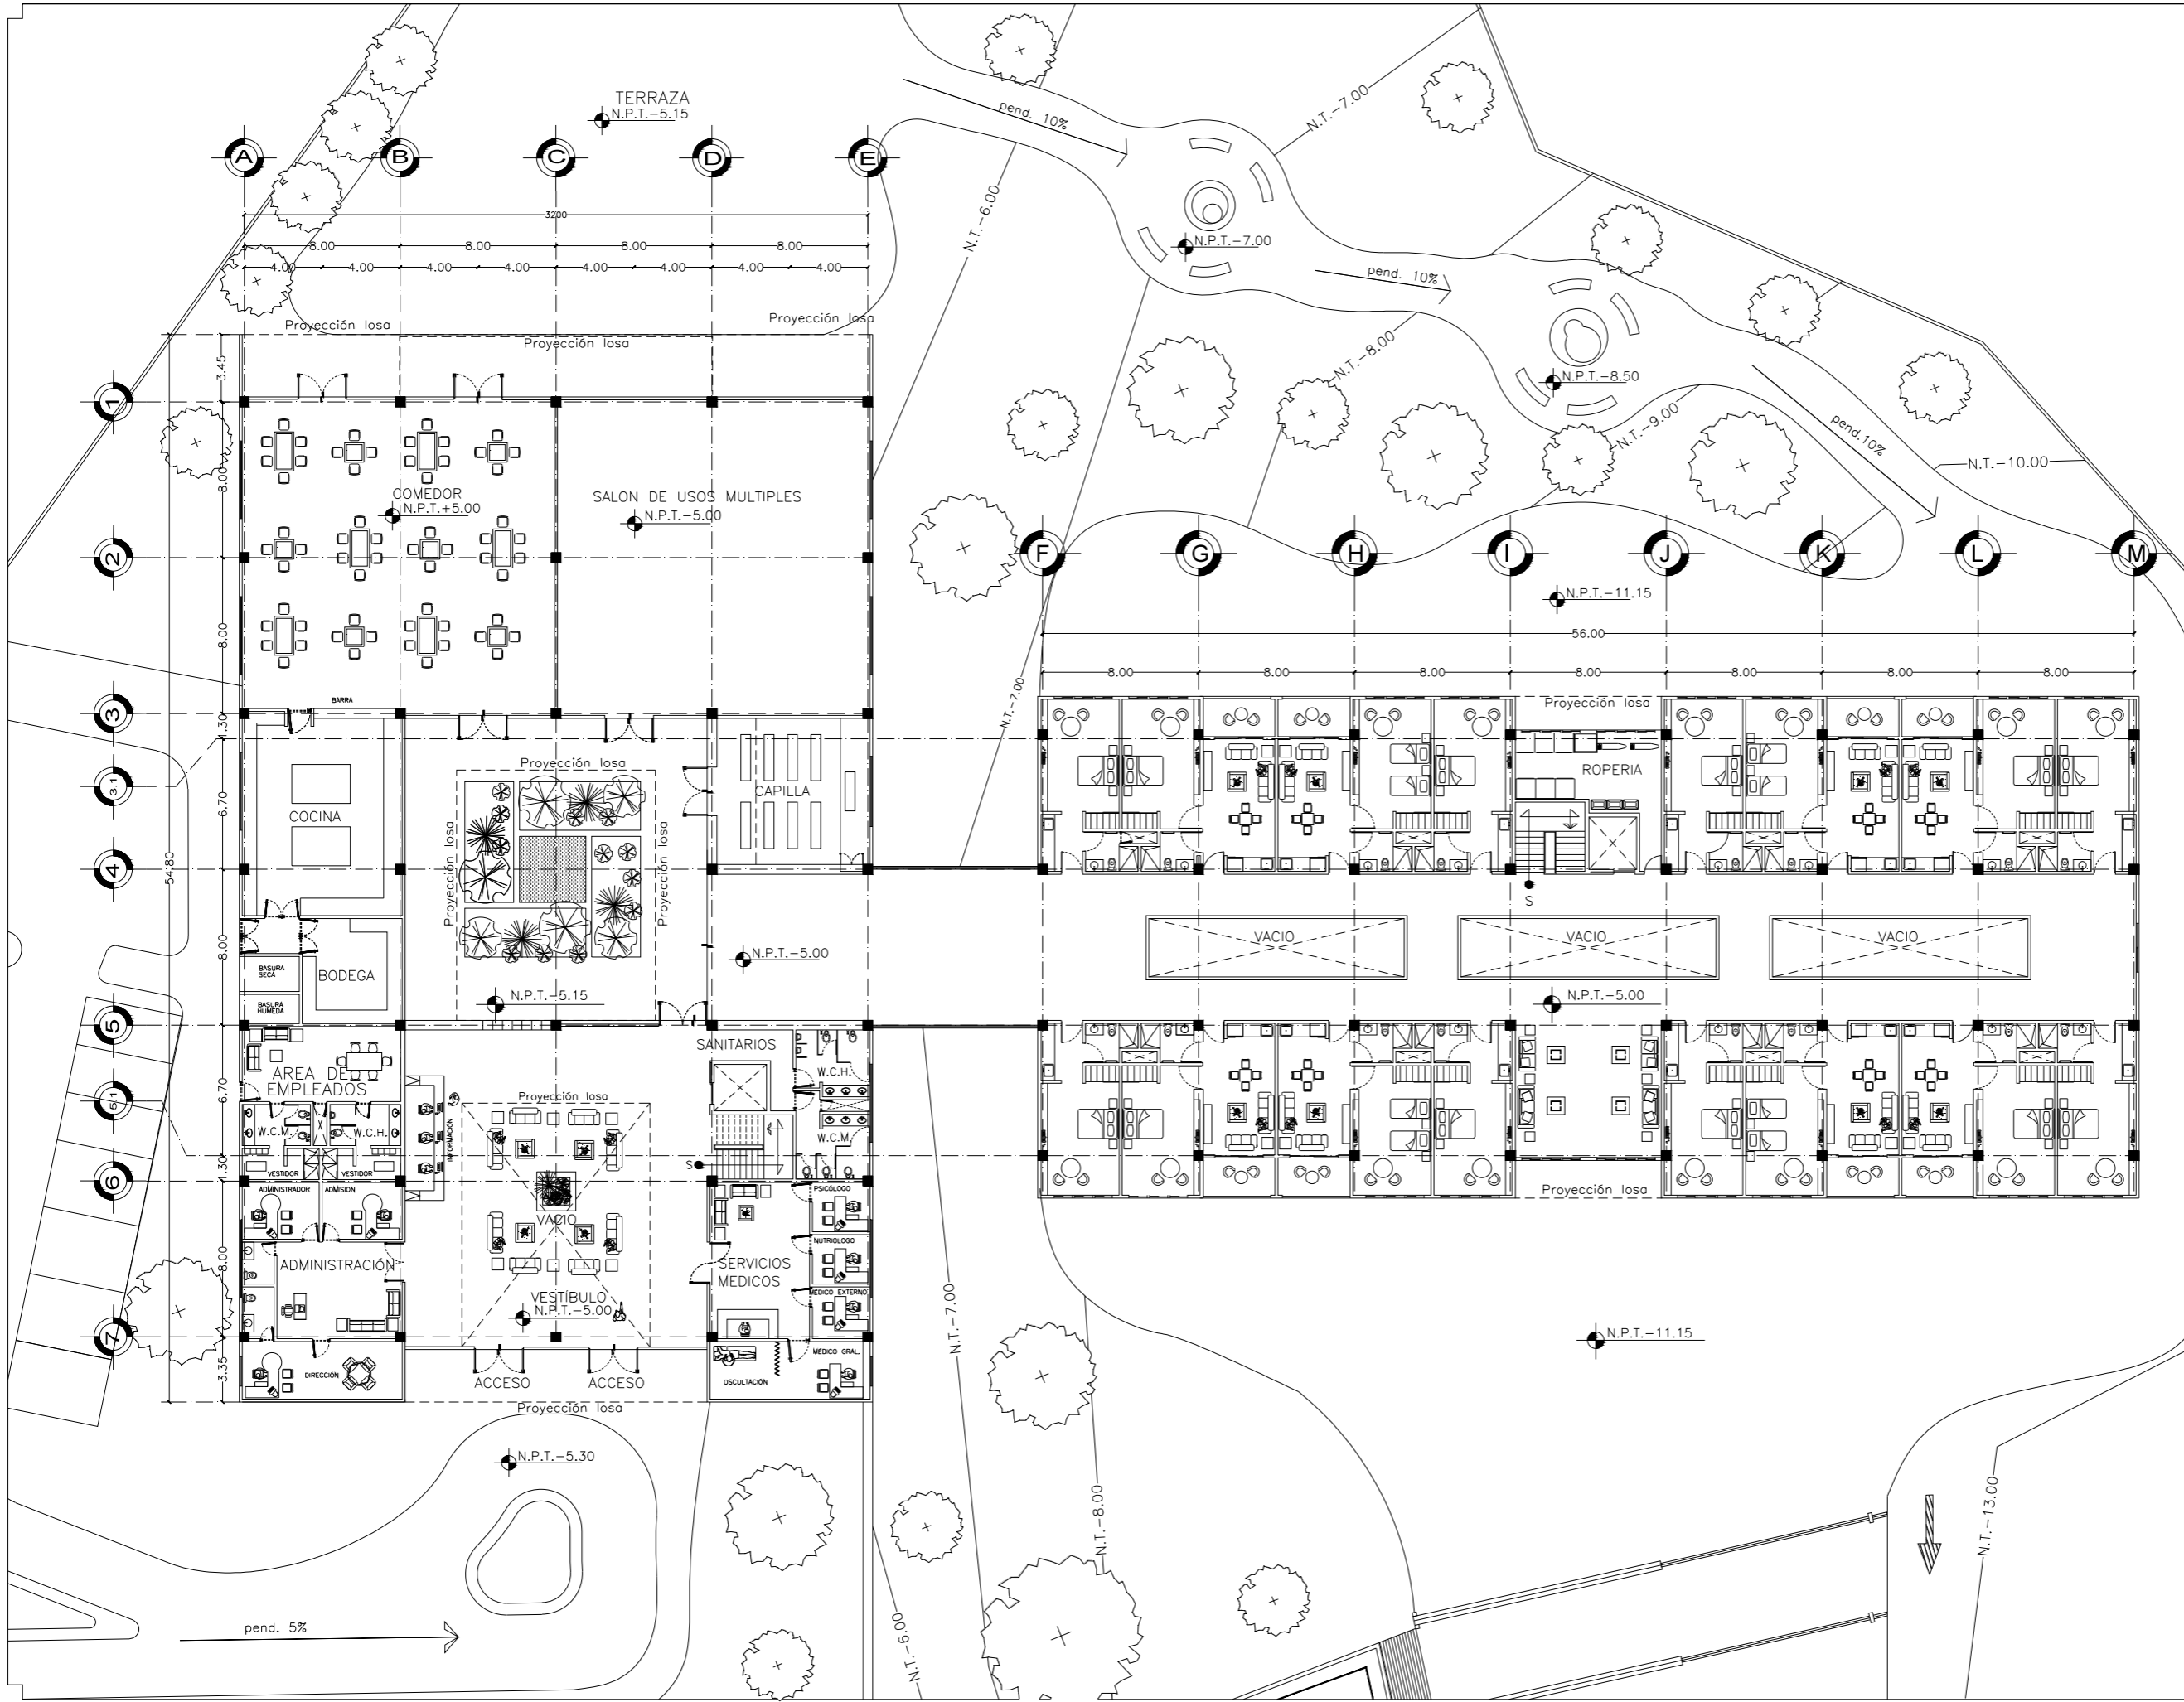 TERRAZA
N.P.T.-5.15
pend. 10%
N.T.-7.00
A
B
C
D
E
N.T.-6.00
3200
N.P.T.-7.00
8.00
8.00
8.00
8.00
4.00
4.00
4.00
4.00
4.00
4.00
4.00
4.00
pend. 10%
Proyección losa
Proyección losa
Proyección losa
N.T.-8.00
N.P.T.-8.50
3.45
1
N.T.-9.00
pend.10%
N.T.-10.00
8.00
COMEDOR
N.P.T.+5.00
SALON DE USOS MULTIPLES
N.P.T.-5.00
2
F
G
H
I
J
K
L
M
N.P.T.-11.15
8.00
56.00
8.00
8.00
8.00
8.00
8.00
8.00
8.00
N.T.-7.00
BARRA
3
1.30
Proyección losa
Proyección losa
ROPERIA
3.1
6.70
COCINA
CAPILLA
Proyección losa
Proyección losa
4
54.80
S
8.00
VACIO
VACIO
VACIO
N.P.T.-5.00
BASURA
SECA
BODEGA
N.P.T.-5.15
N.P.T.-5.00
BASURA
HUMEDA
5
SANITARIOS
AREA DE
EMPLEADOS
W.C.H.
5.1
6.70
Proyección losa
INFORMACION
W.C.M.
W.C.H.
W.C.M.
S
1.30
VESTIDOR
VESTIDOR
6
ADMINISTRADOR
ADMISION
PSICÓLOGO
Proyección losa
VACIO
NUTRIOLOGO
8.00
ADMINISTRACIÓN
SERVICIOS
MEDICOS
MEDICO EXTERNO
VESTÍBULO
N.P.T.-5.00
N.T.-7.00
7
N.P.T.-11.15
3.35
DIRECCIÓN
ACCESO
ACCESO
OSCULTACIÓN
MÉDICO GRAL.
Proyección losa
N.P.T.-5.30
N.T.-8.00
N.T.-13.00
pend. 5%
N.T.-6.00